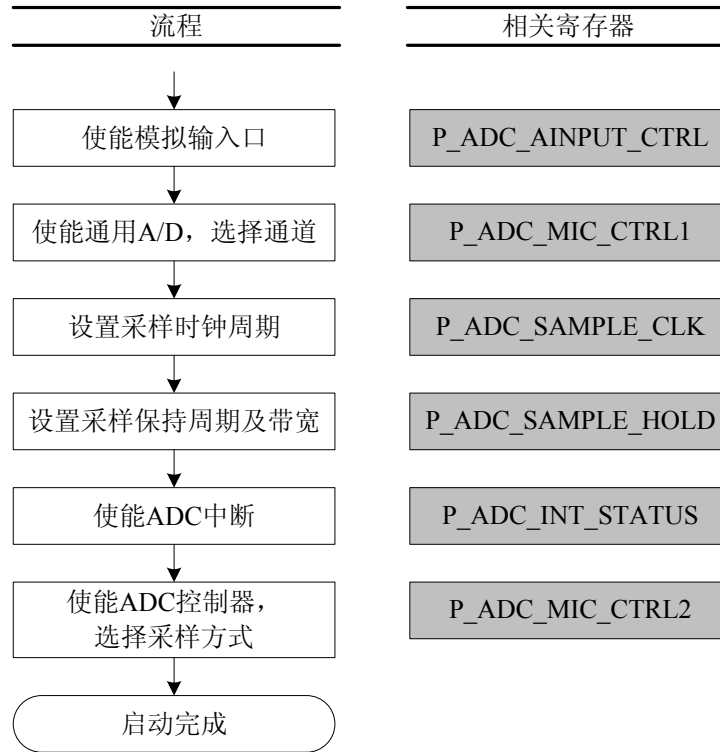 流程
相关寄存器
使能模拟输入口
P_ADC_AINPUT_CTRL
使能通用A/D，选择通道
P_ADC_MIC_CTRL1
设置采样时钟周期
P_ADC_SAMPLE_CLK
设置采样保持周期及带宽
P_ADC_SAMPLE_HOLD
使能ADC中断
P_ADC_INT_STATUS
使能ADC控制器，
选择采样方式
P_ADC_MIC_CTRL2
启动完成